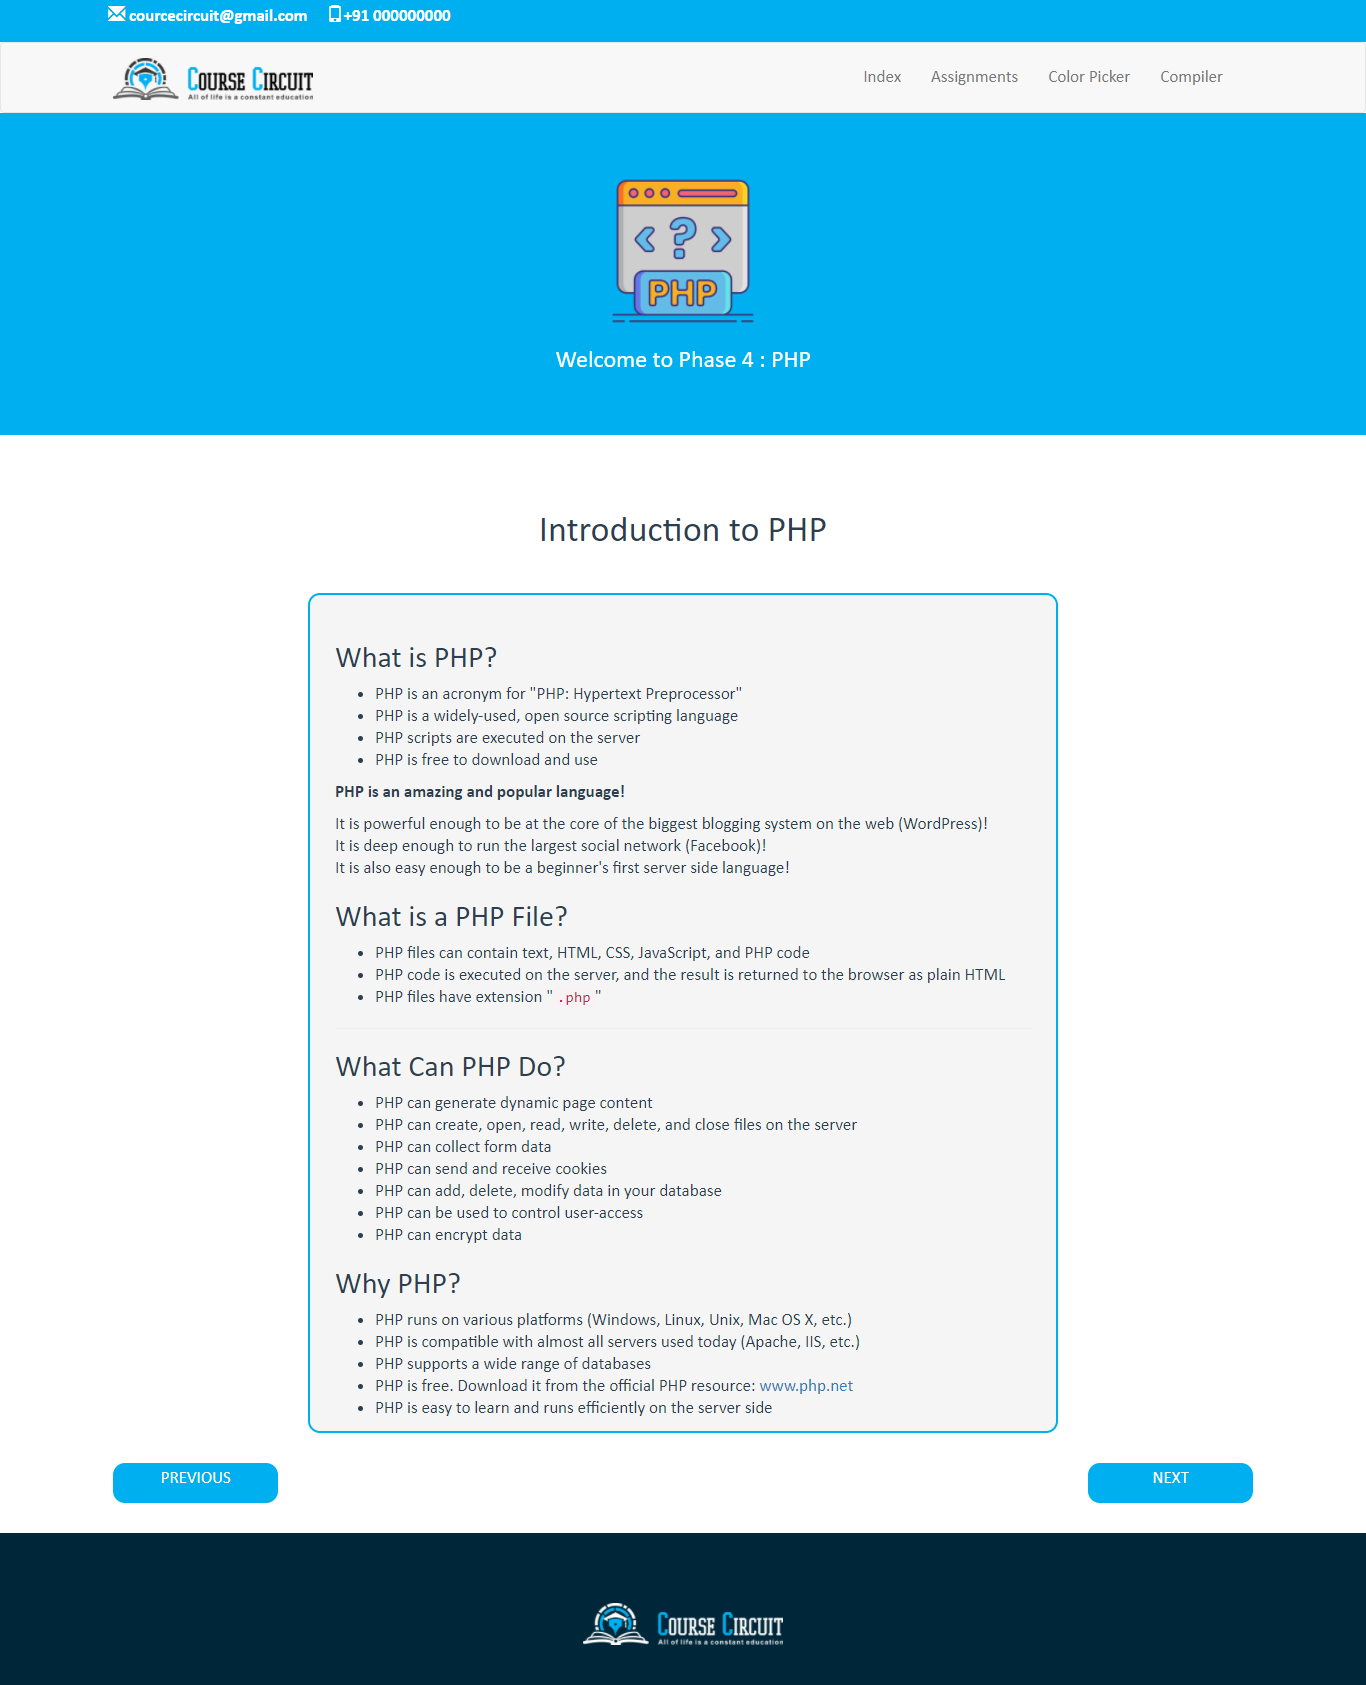 courcecircuit@gmail.com +91 000000000
COURSE CIRCUIT
All of life is a constant education
Index Assignments Color Picker Compiler
< ? >
PHP
Welcome to Phase 4 : PHP
Introduction to PHP
What is PHP?
• PHP is an acronym for "PHP: Hypertext Preprocessor"
• PHP is a widely-used, open source scripting language
• PHP scripts are executed on the server
• PHP is free to download and use
PHP is an amazing and popular language!
It is powerful enough to be at the core of the biggest blogging system on the web (WordPress)!
It is deep enough to run the largest social network (Facebook)!
It is also easy enough to be a beginner's first server side language!
What is a PHP File?
• PHP files can contain text, HTML, CSS, JavaScript, and PHP code
• PHP code is executed on the server, and the result is returned to the browser as plain HTML
• PHP files have extension " .php "
What Can PHP Do?
• PHP can generate dynamic page content
• PHP can create, open, read, write, delete, and close files on the server
• PHP can collect form data
• PHP can send and receive cookies
• PHP can add, delete, modify data in your database
• PHP can be used to control user-access
• PHP can encrypt data
Why PHP?
• PHP runs on various platforms (Windows, Linux, Unix, Mac OS X, etc.)
• PHP is compatible with almost all servers used today (Apache, IIS, etc.)
• PHP supports a wide range of databases
• PHP is free. Download it from the official PHP resource: www.php.net
• PHP is easy to learn and runs efficiently on the server side
PREVIOUS NEXT
COURSE CIRCUIT
All of life is a constant education